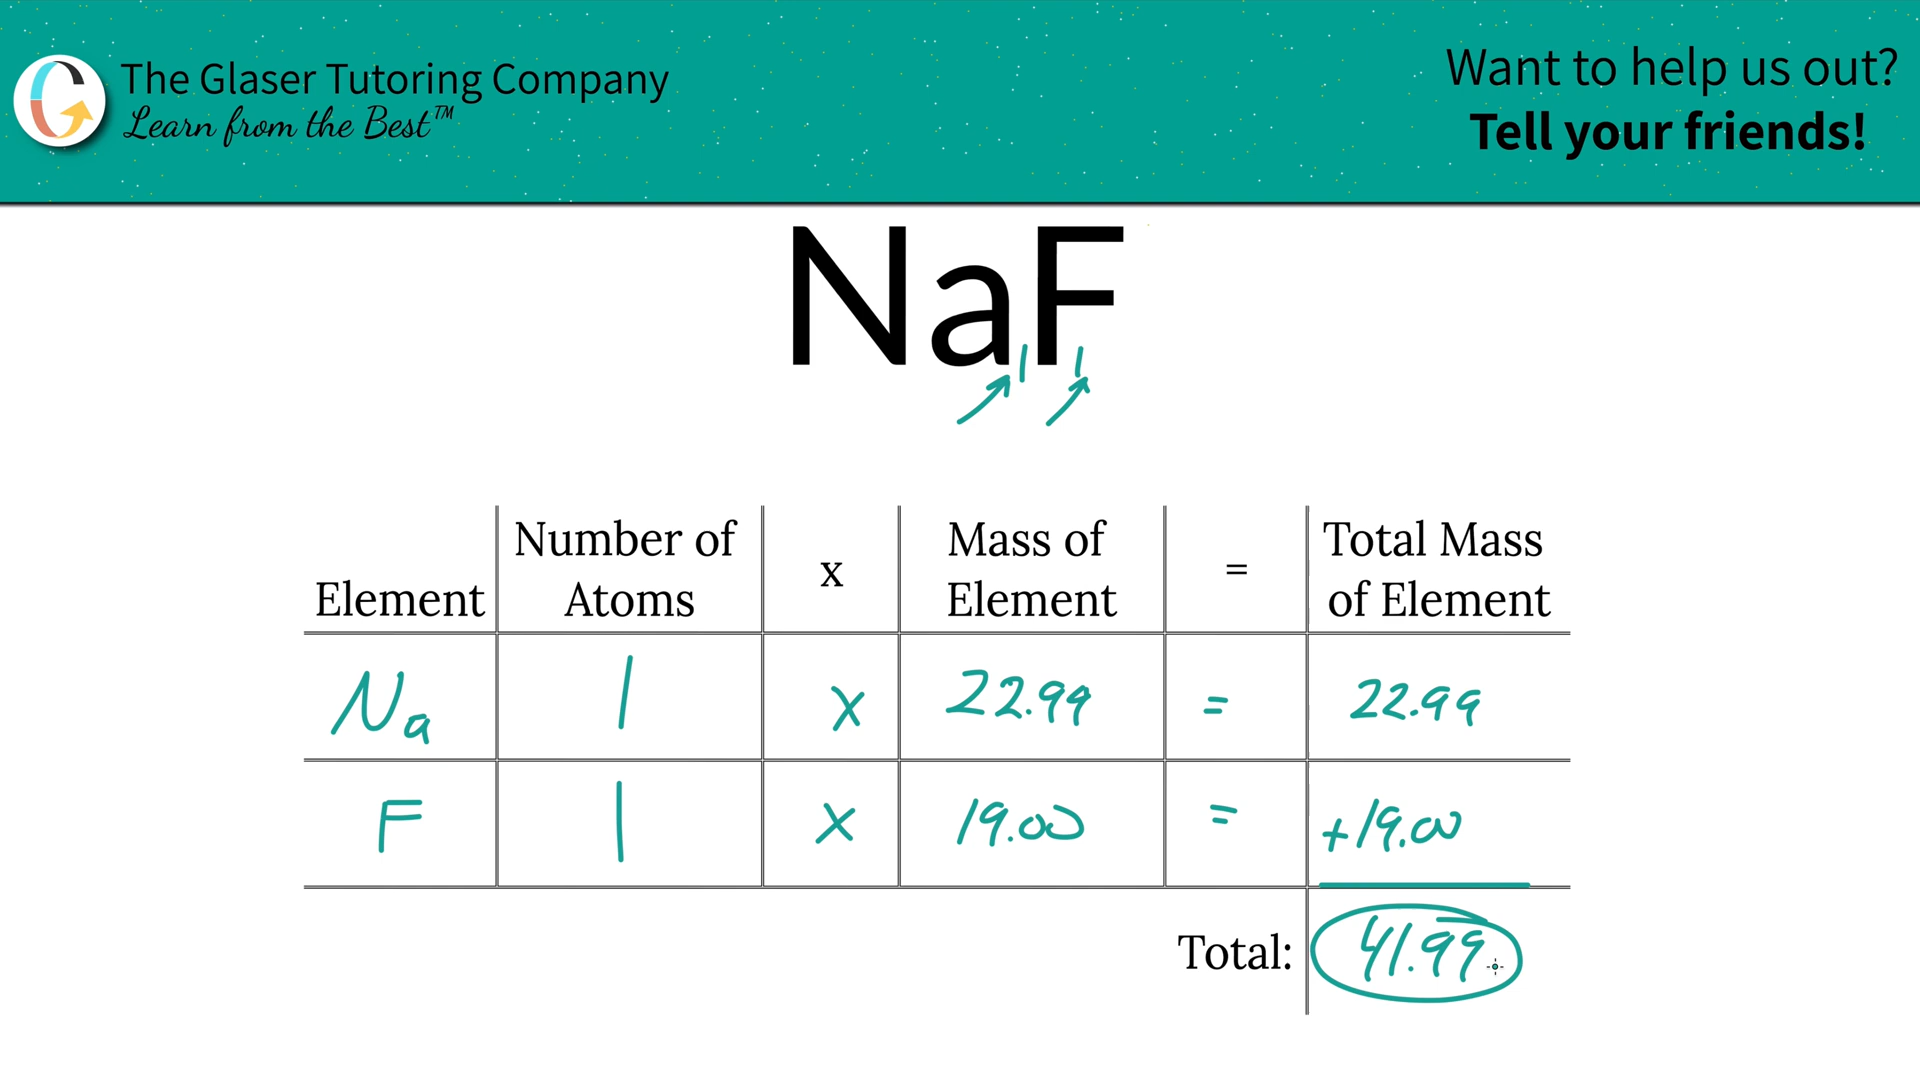 The Glaser Tutoring Company
Learn from the Best™
Want to help us out?
Tell your friends!
NaF
1 1
Element Number of Atoms x Mass of Element = Total Mass of Element
Na 1 x 22.99 = 22.99
F 1 x 19.00 = +19.00
Total: 41.99